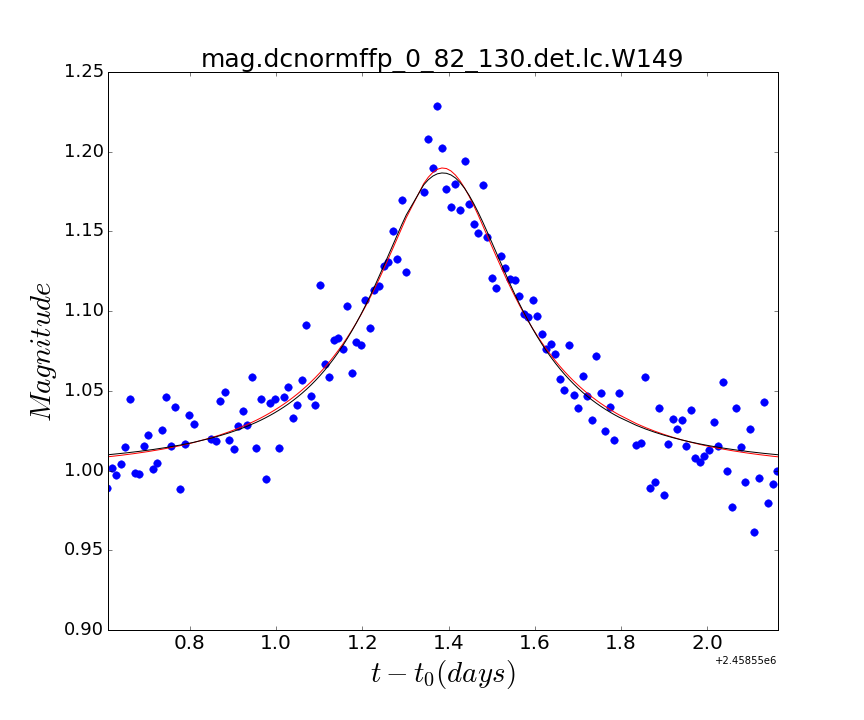 mag.dcnormffp_0_82_130.det.lc.W149
1.25
1.20
1.15
1.10
1.05
1.00
0.95
0.90
Magnitude
0.8 1.0 1.2 1.4 1.6 1.8 2.0
+2.45855e6
t − t₀(days)